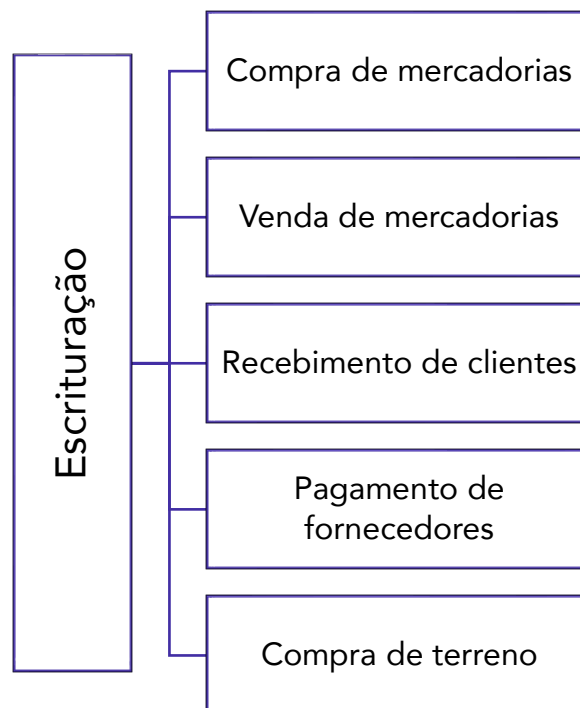 Escrituração
Compra de mercadorias
Venda de mercadorias
Recebimento de clientes
Pagamento de
fornecedores
Compra de terreno